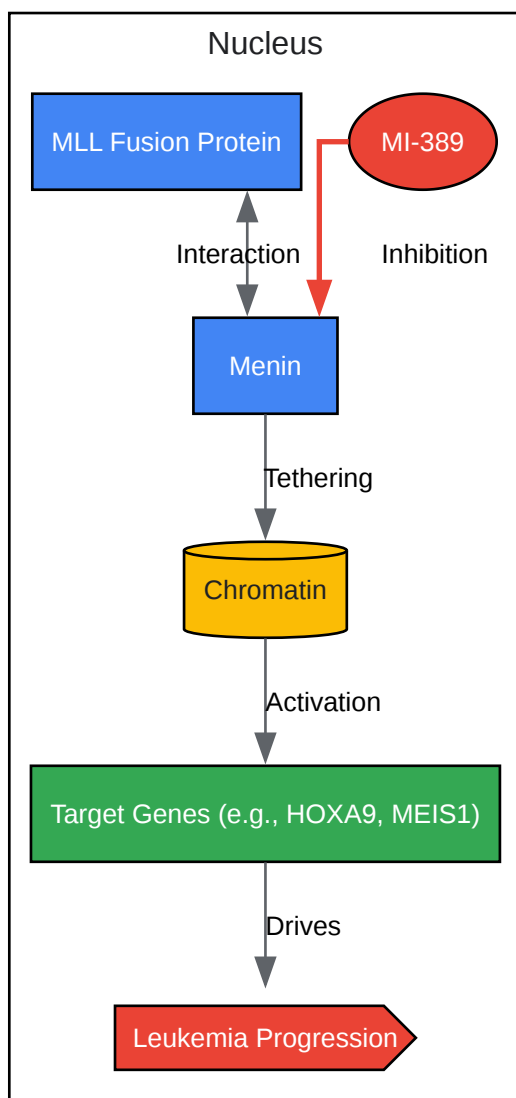 Nucleus
MLL Fusion Protein
MI-389
Interaction
Inhibition
Menin
Tethering
Chromatin
Activation
Target Genes (e.g., HOXA9, MEIS1)
Drives
Leukemia Progression